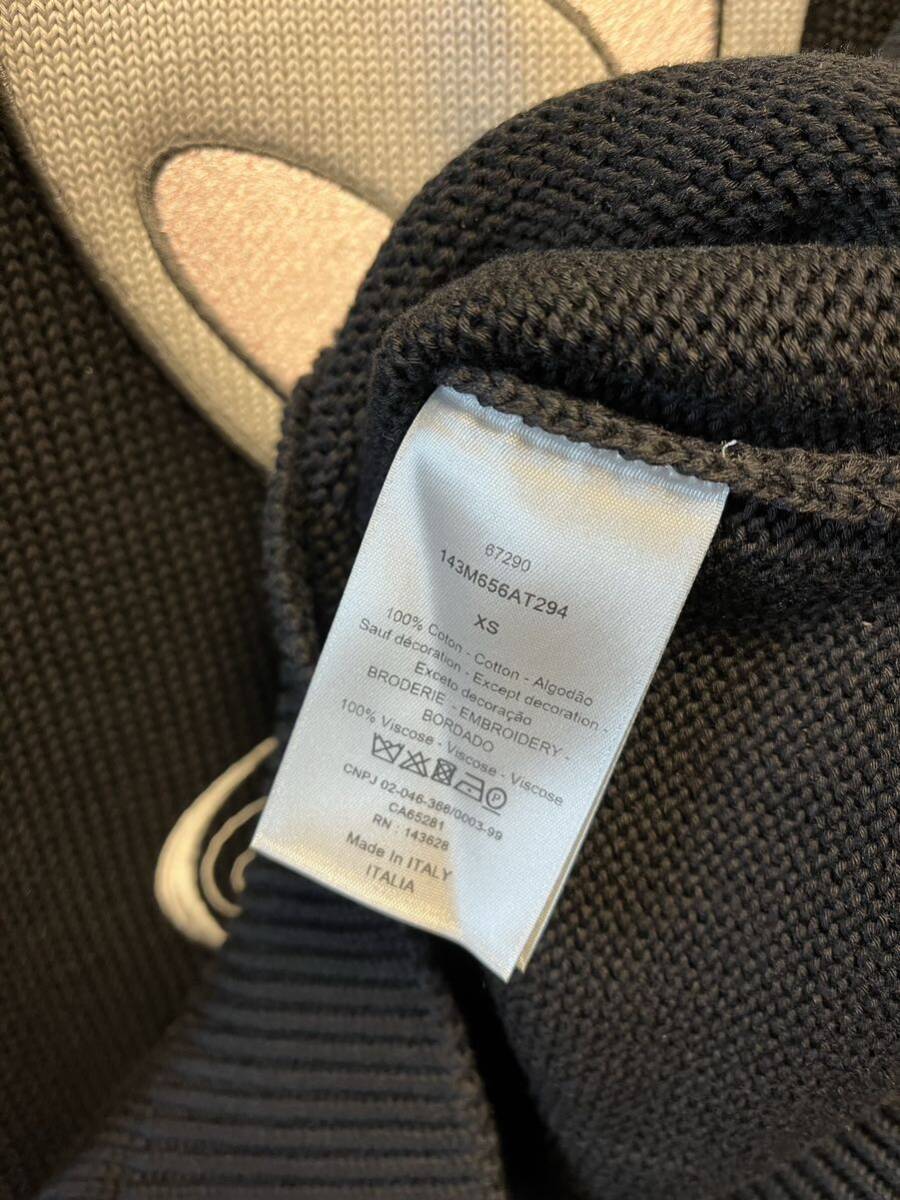 67290
143M656AT294
XS
100% Coton - Cotton - Algodão
Sauf décoration - Except decoration -
Exceto decoração
BRODERIE - EMBROIDERY -
BORDADO
100% Viscose - Viscose - Viscose
P
CNPJ 02-046-366/0003-99
CA65281
RN : 143628
Made In ITALY
ITALIA